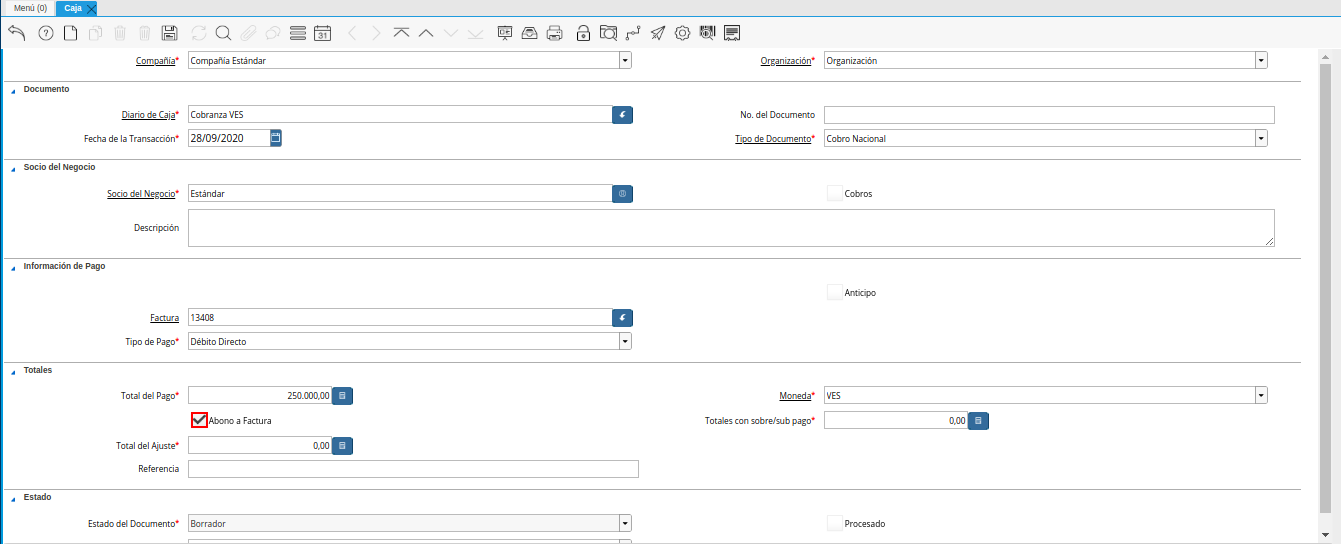 Menú (0) Caja
31
Compañía* Compañía Estándar Organización* Organización
Documento
Diario de Caja* Cobranza VES No. del Documento
Fecha de la Transacción* 28/09/2020 Tipo de Documento* Cobro Nacional
Socio del Negocio
Socio del Negocio* Estándar Cobros
Descripción
Información de Pago
Anticipo
Factura 13408
Tipo de Pago* Débito Directo
Totales
Total del Pago* 250.000,00 Moneda* VES
Abono a Factura Totales con sobre/sub pago* 0,00
Total del Ajuste* 0,00
Referencia
Estado
Estado del Documento* Borrador Procesado